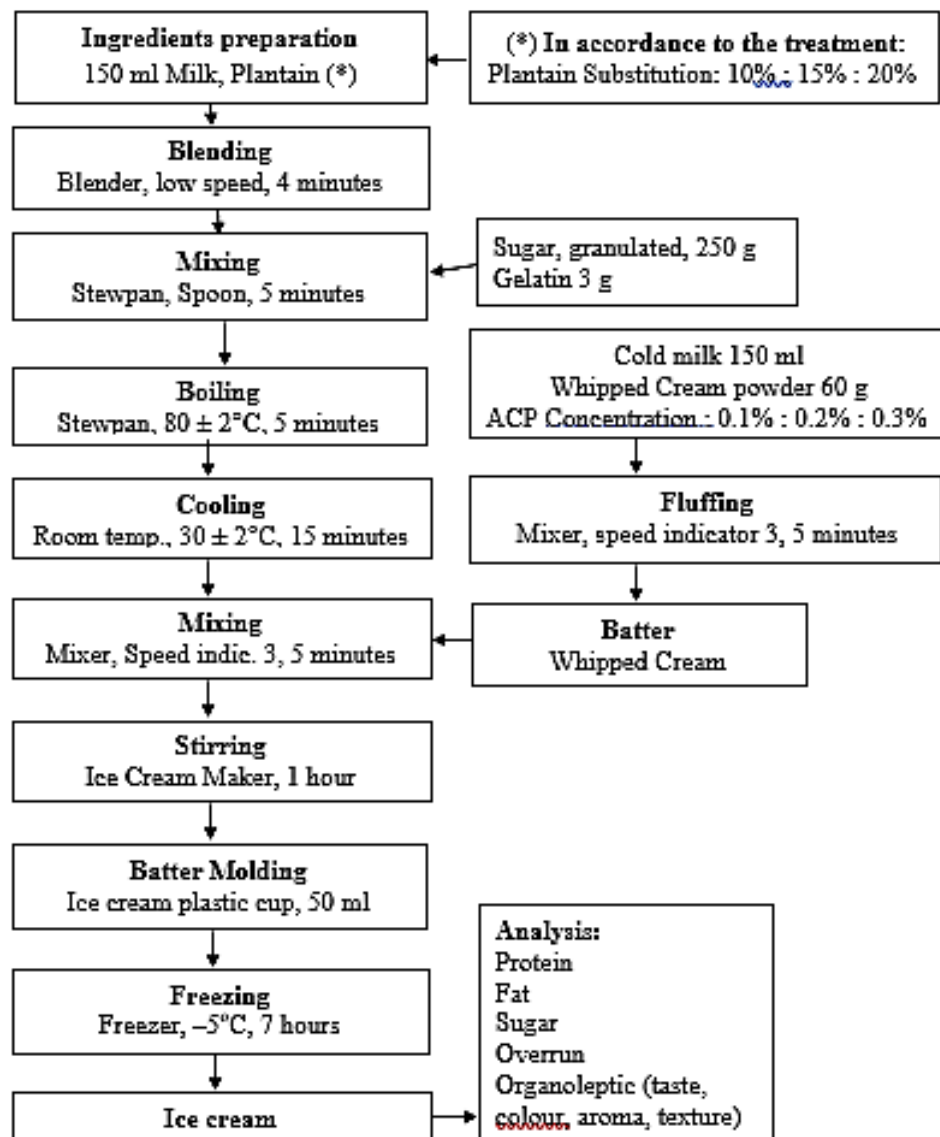 Ingredients preparation
150 ml Milk, Plantain (*)
(*) In accordance to the treatment:
Plantain Substitution: 10% : 15% : 20%
Blending
Blender, low speed, 4 minutes
Mixing
Stewpan, Spoon, 5 minutes
Sugar, granulated, 250 g
Gelatin 3 g
Boiling
Stewpan, 80 ± 2°C, 5 minutes
Cold milk 150 ml
Whipped Cream powder 60 g
ACP Concentration : 0.1% : 0.2% : 0.3%
Cooling
Room temp., 30 ± 2°C, 15 minutes
Fluffing
Mixer, speed indicator 3, 5 minutes
Mixing
Mixer, Speed indic. 3, 5 minutes
Batter
Whipped Cream
Stirring
Ice Cream Maker, 1 hour
Batter Molding
Ice cream plastic cup, 50 ml
Freezing
Freezer, –5°C, 7 hours
Ice cream
Analysis:
Protein
Fat
Sugar
Overrun
Organoleptic (taste,
colour, aroma, texture)